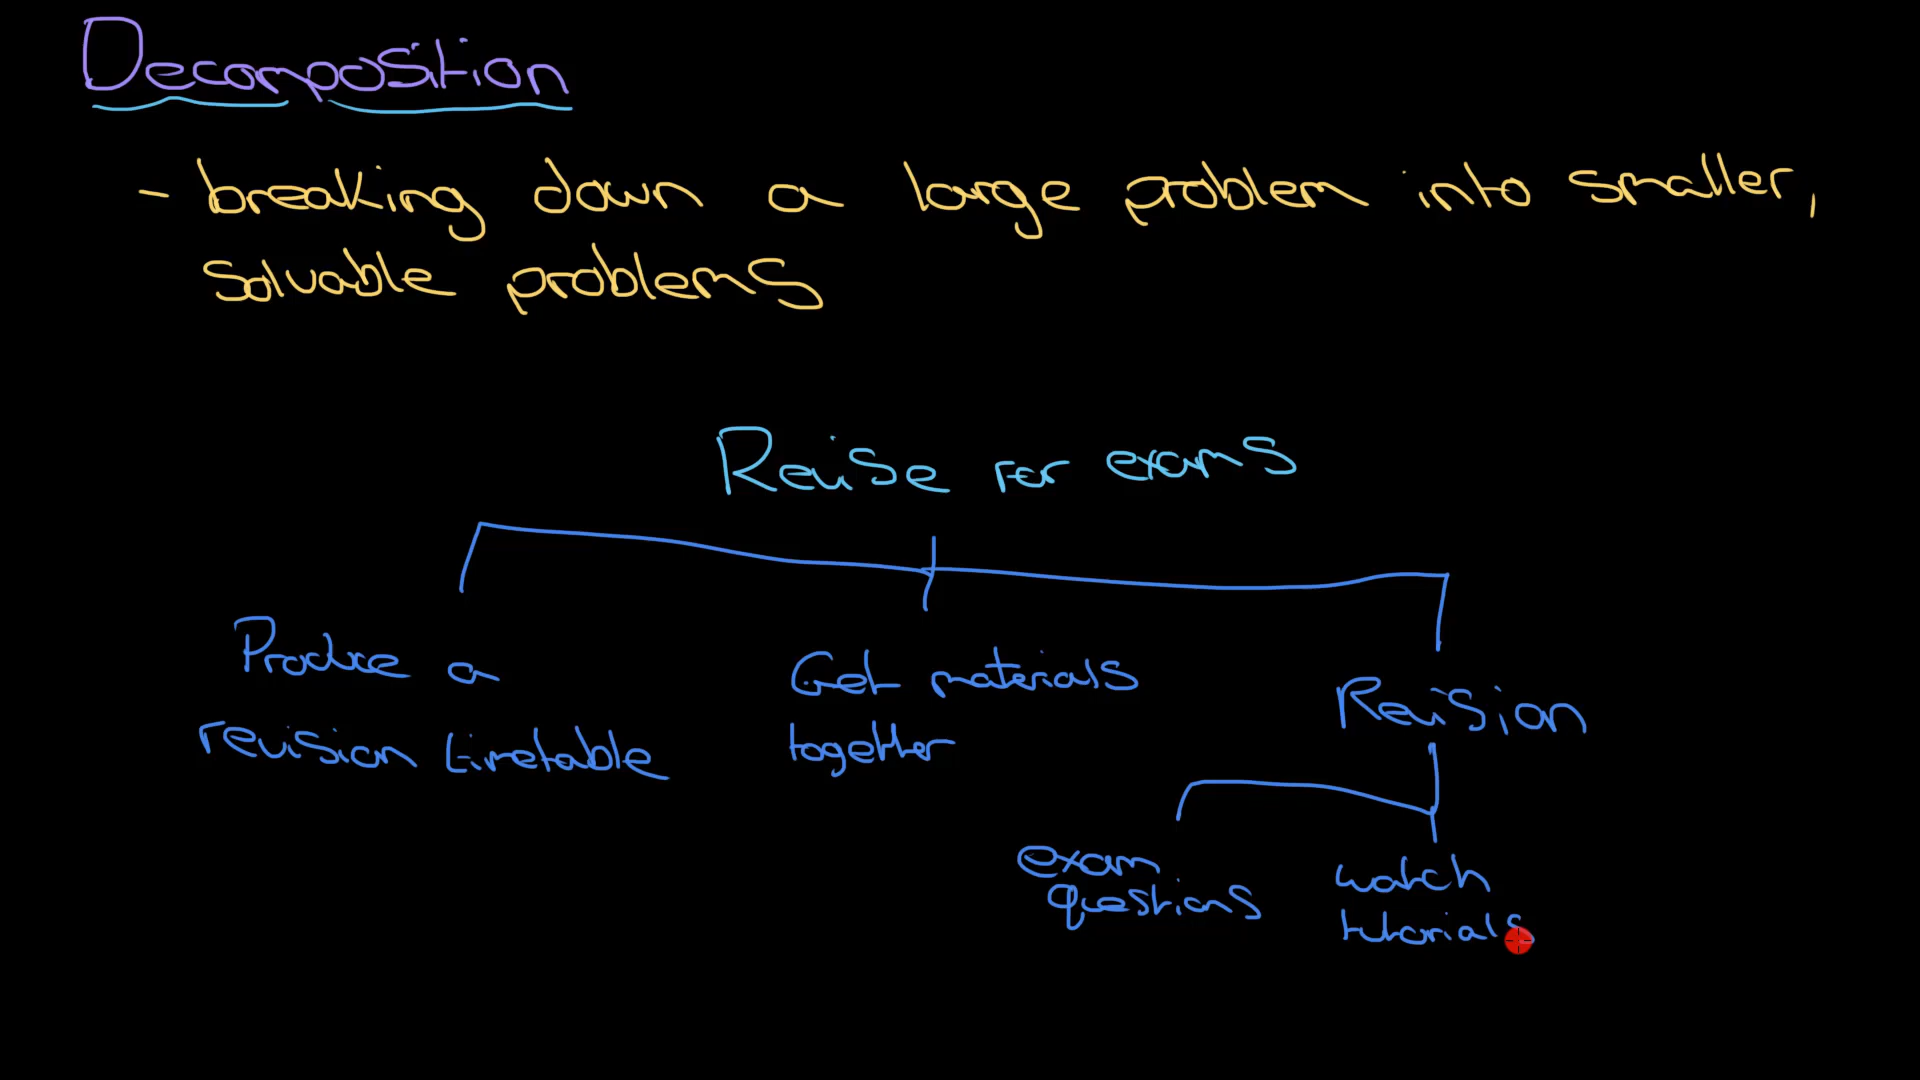 Decomposition
- breaking down a large problem into smaller,
solvable problems
Revise for exams
Produce a
revision timetable
Get materials
together
Revision
exam
questions
watch
tutorials